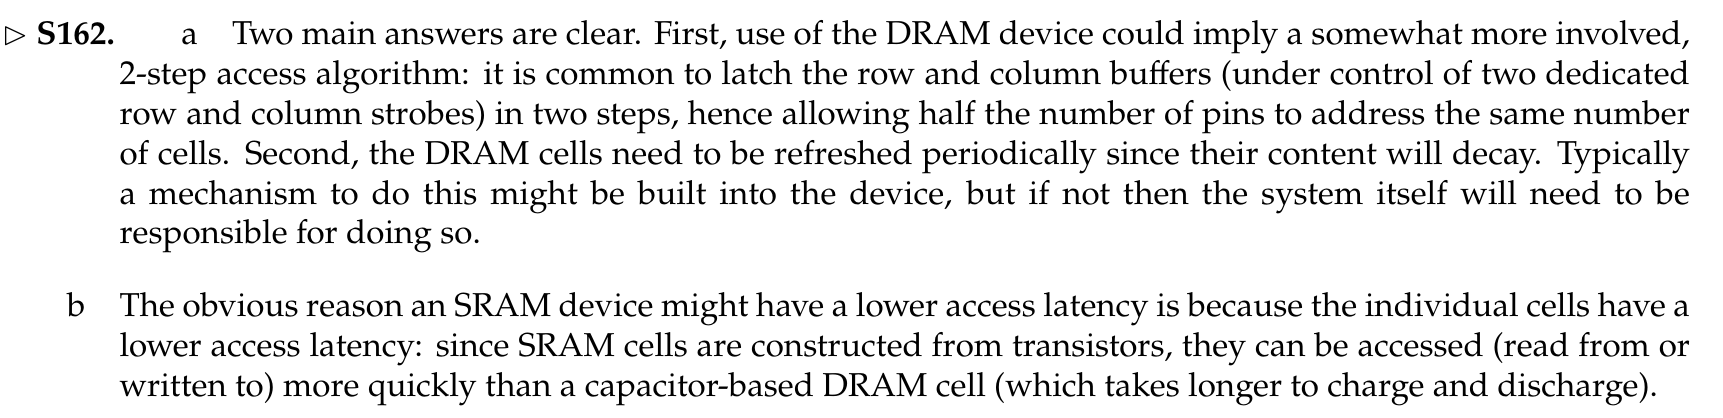 ▷ S162. a Two main answers are clear. First, use of the DRAM device could imply a somewhat more involved,
2-step access algorithm: it is common to latch the row and column buffers (under control of two dedicated
row and column strobes) in two steps, hence allowing half the number of pins to address the same number
of cells. Second, the DRAM cells need to be refreshed periodically since their content will decay. Typically
a mechanism to do this might be built into the device, but if not then the system itself will need to be
responsible for doing so.
b The obvious reason an SRAM device might have a lower access latency is because the individual cells have a
lower access latency: since SRAM cells are constructed from transistors, they can be accessed (read from or
written to) more quickly than a capacitor-based DRAM cell (which takes longer to charge and discharge).